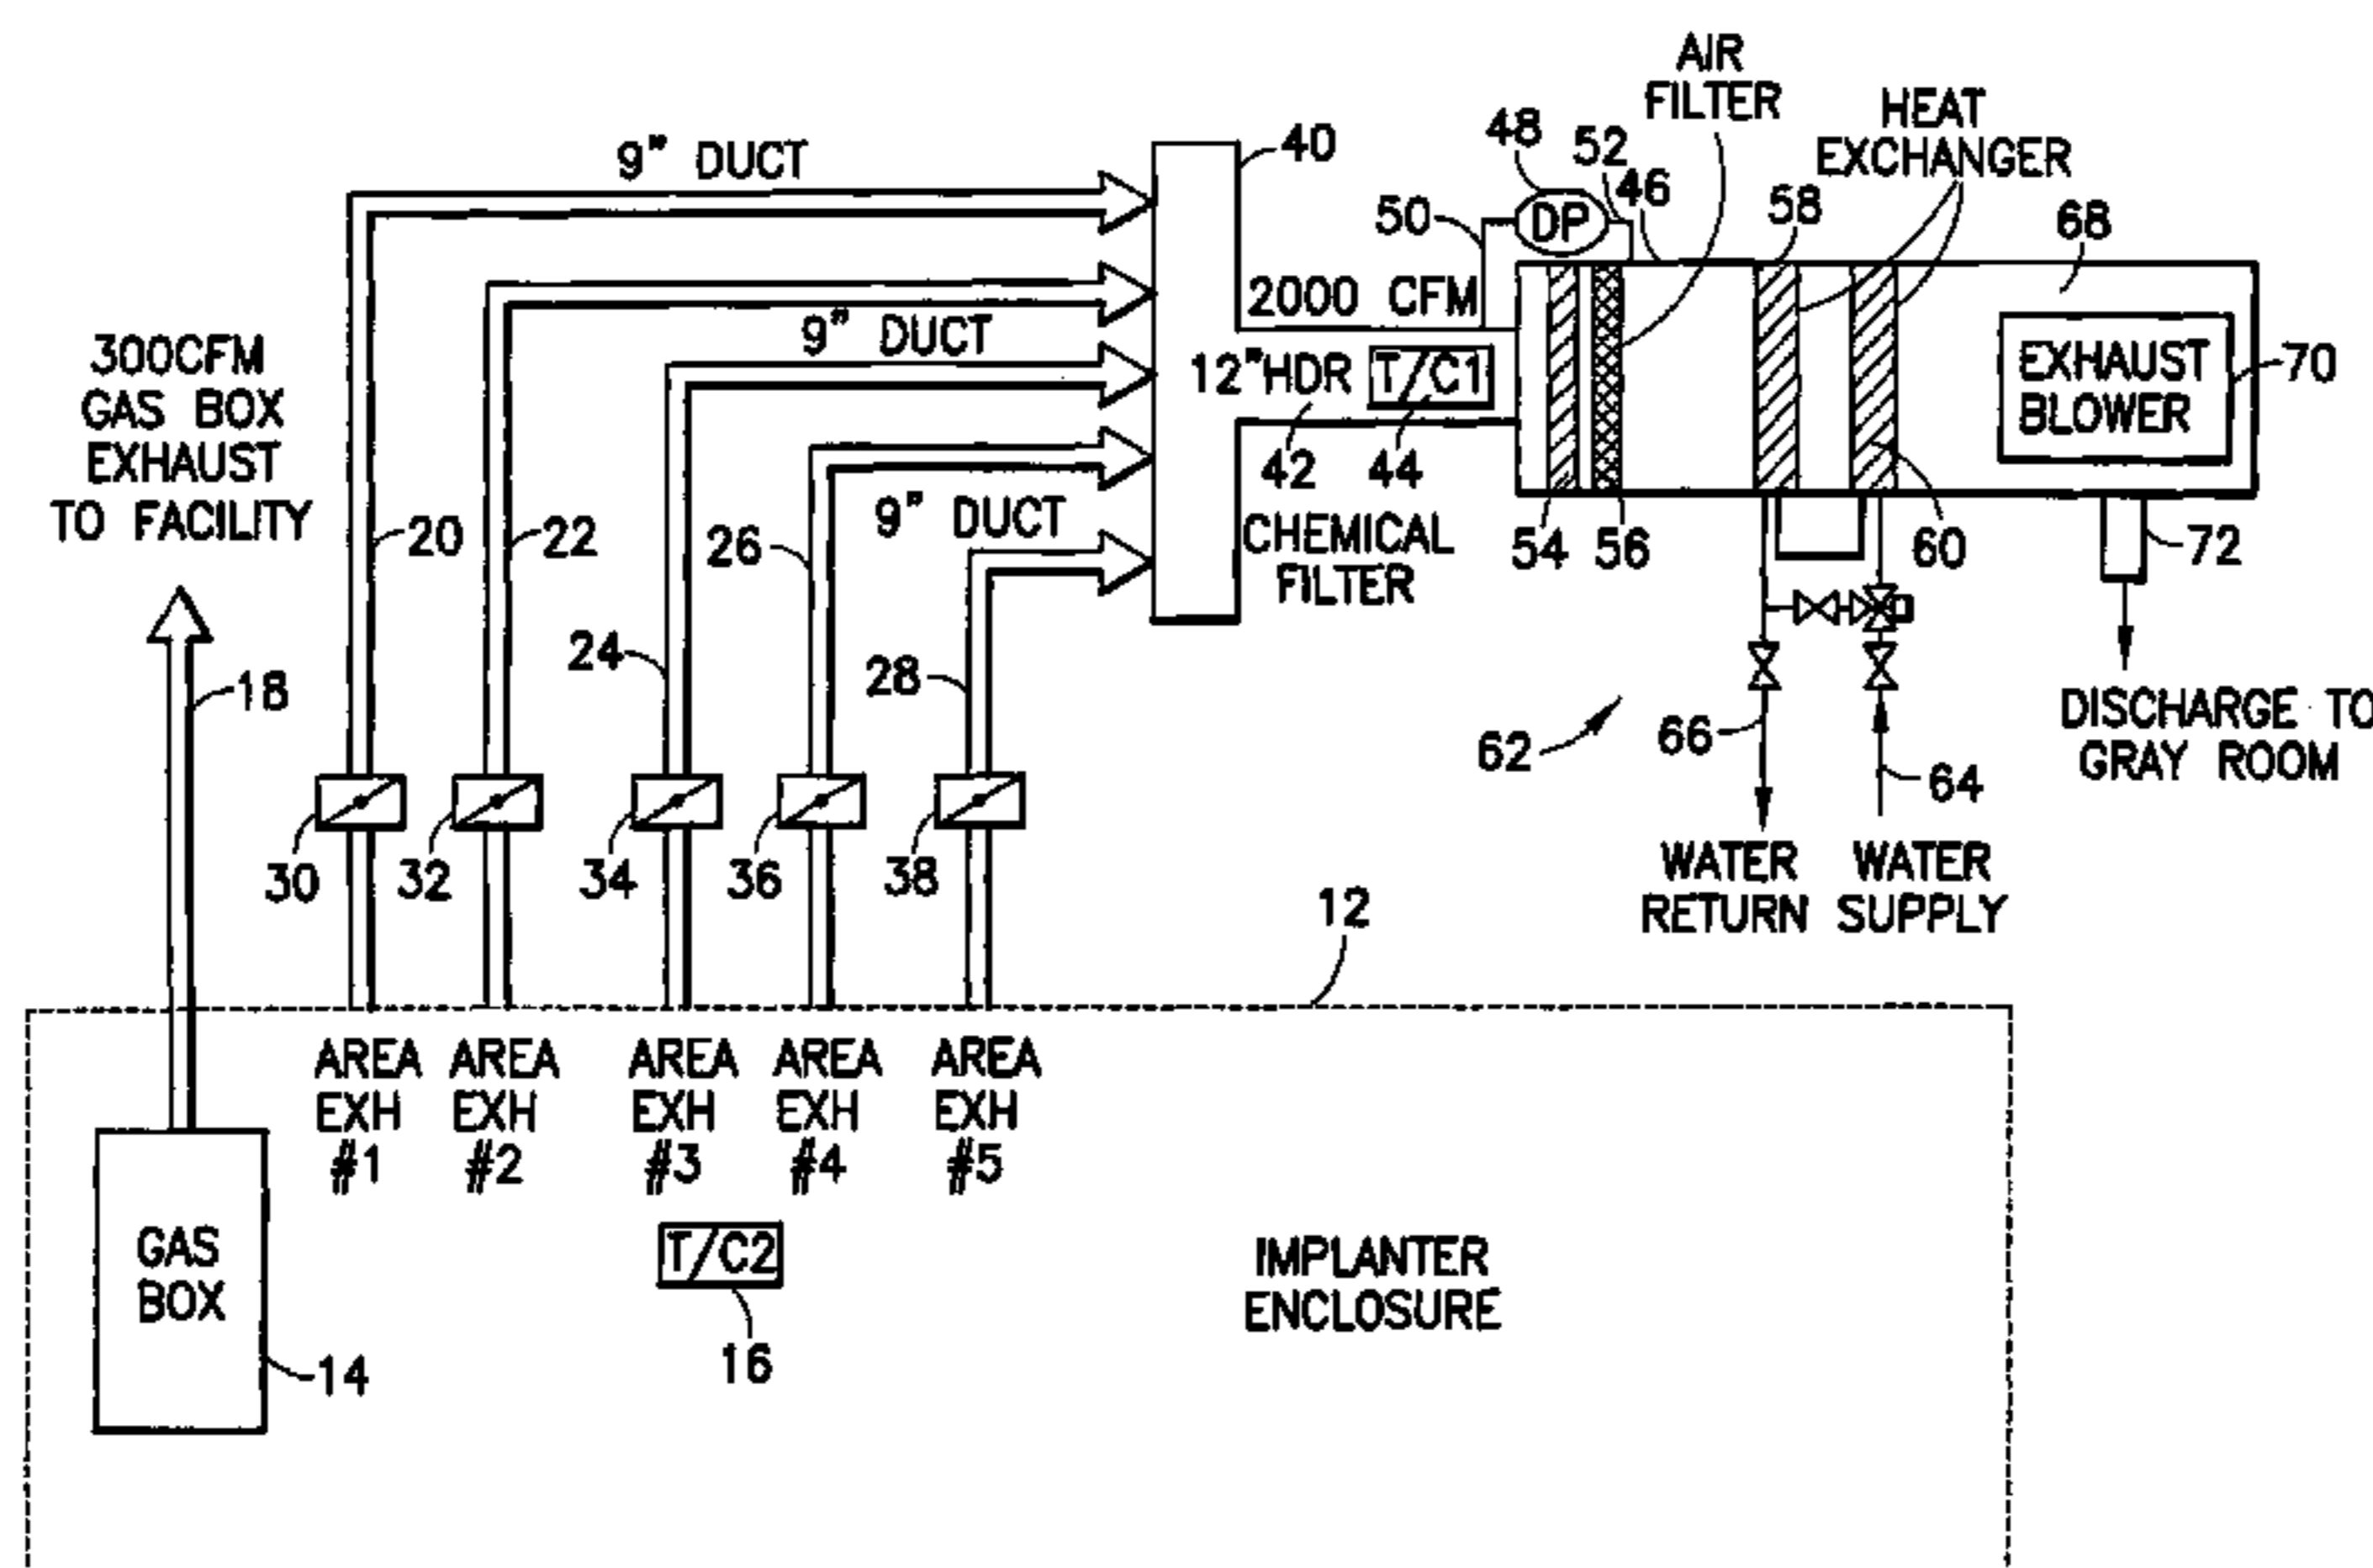 AIR
FILTER
HEAT
EXCHANGER
9" DUCT
40
48
52
46
58
68
50
DP
2000 CFM
9" DUCT
300CFM
GAS BOX
EXHAUST
TO FACILITY
12"HDR
T/C1
EXHAUST
BLOWER
70
42
44
20
22
26
9" DUCT
CHEMICAL
FILTER
54
56
60
72
24
28
18
62
66
64
DISCHARGE TO
GRAY ROOM
30
32
34
36
38
WATER
RETURN
WATER
SUPPLY
12
AREA
EXH
#1
AREA
EXH
#2
AREA
EXH
#3
AREA
EXH
#4
AREA
EXH
#5
GAS
BOX
14
T/C2
16
IMPLANTER
ENCLOSURE